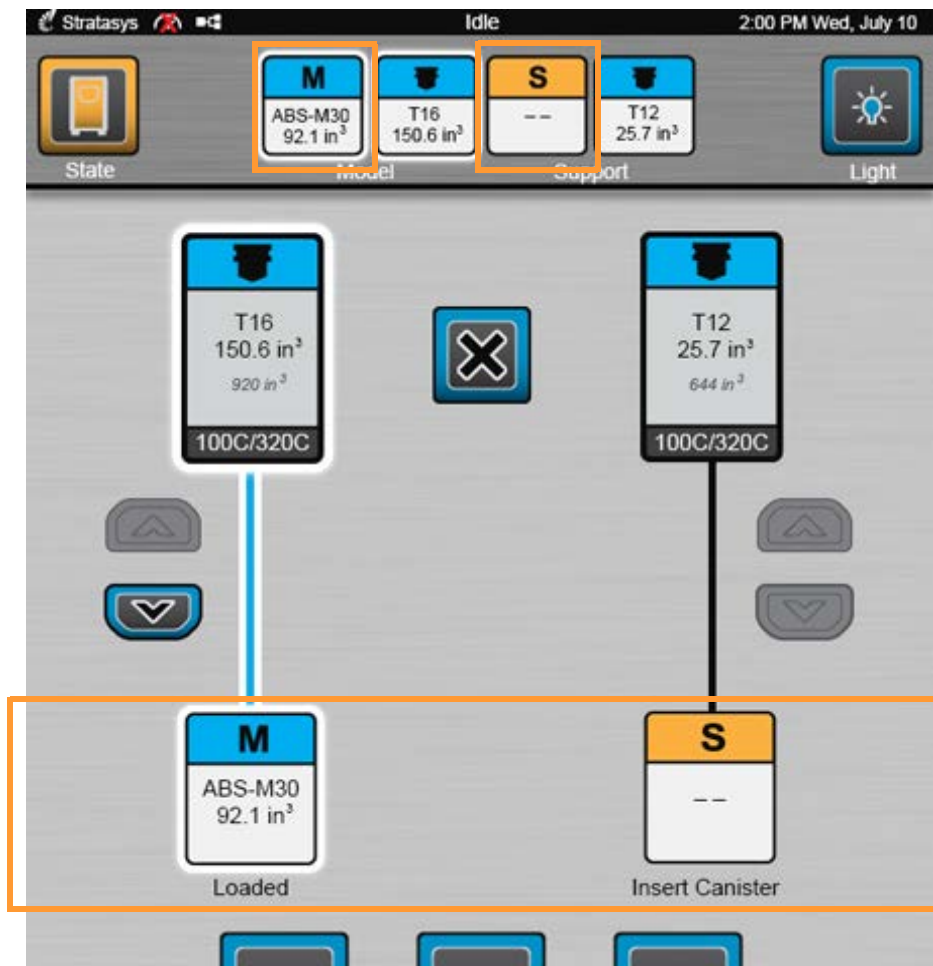 Stratasys Idle 2:00 PM Wed, July 10
M S
ABS-M30 T16 -- T12
92.1 in³ 150.6 in³ 25.7 in³
State Model Support Light
T16 T12
150.6 in³ 25.7 in³
920 in³ 644 in³
100C/320C 100C/320C
M S
ABS-M30 --
92.1 in³
Loaded Insert Canister